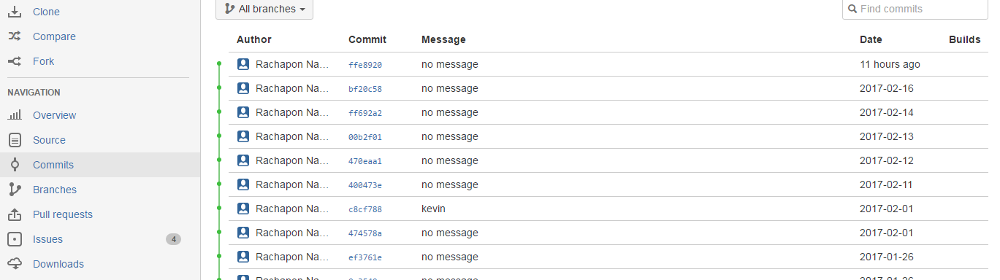 Clone
Compare
Fork
NAVIGATION
Overview
Source
Commits
Branches
Pull requests
Issues 4
Downloads
All branches
Find commits
Author Commit Message Date Builds
Rachapon Na... ffe8920 no message 11 hours ago
Rachapon Na... bf20c58 no message 2017-02-16
Rachapon Na... ff692a2 no message 2017-02-14
Rachapon Na... 00b2f01 no message 2017-02-13
Rachapon Na... 470eaa1 no message 2017-02-12
Rachapon Na... 400473e no message 2017-02-11
Rachapon Na... c8cf788 kevin 2017-02-01
Rachapon Na... 474578a no message 2017-02-01
Rachapon Na... ef3761e no message 2017-01-26
Rachapon Na... no message 2017-01-26